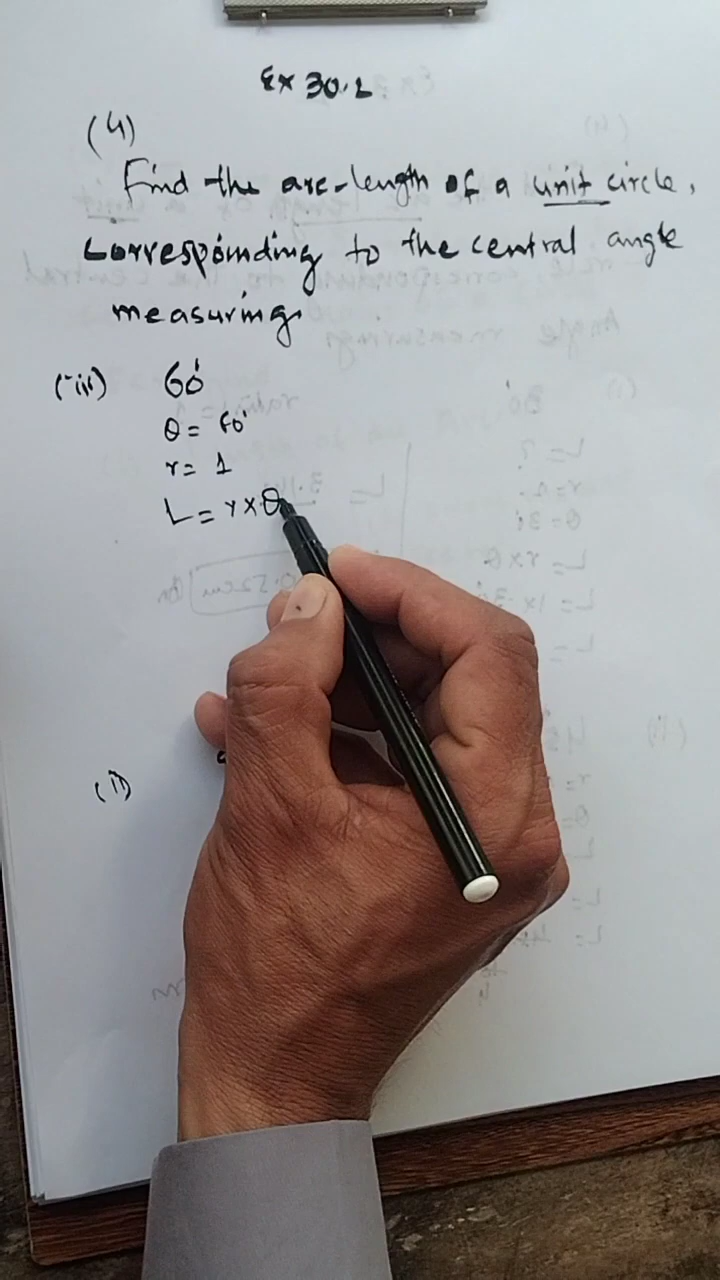 Ex 30.2
(4)
Find the arc-length of a unit circle,
Corresponding to the central angle
measuring.
(iii) 60°
θ = 60°
r = 1
L = r × θ
(ii)